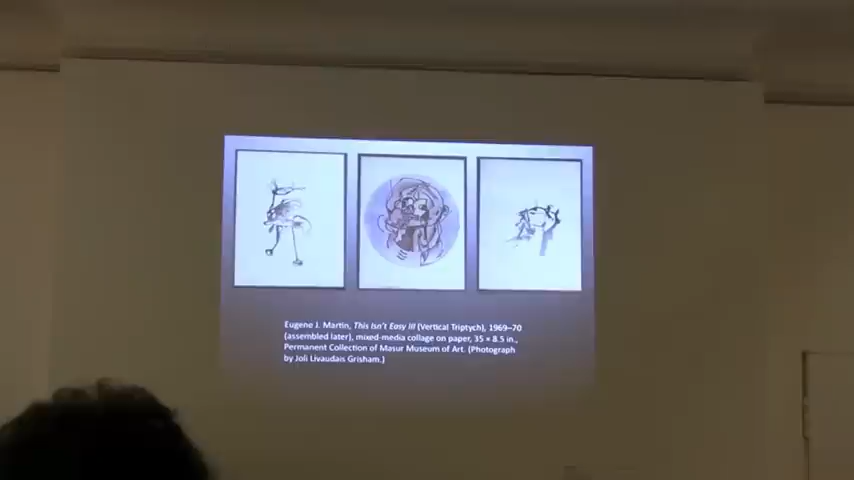 Eugene J. Martin, This Isn't Easy III (Vertical Triptych), 1969–70
(assembled later), mixed-media collage on paper, 35 × 8.5 in.,
Permanent Collection of Masur Museum of Art. (Photograph
by Joli Livaudais Grisham.)